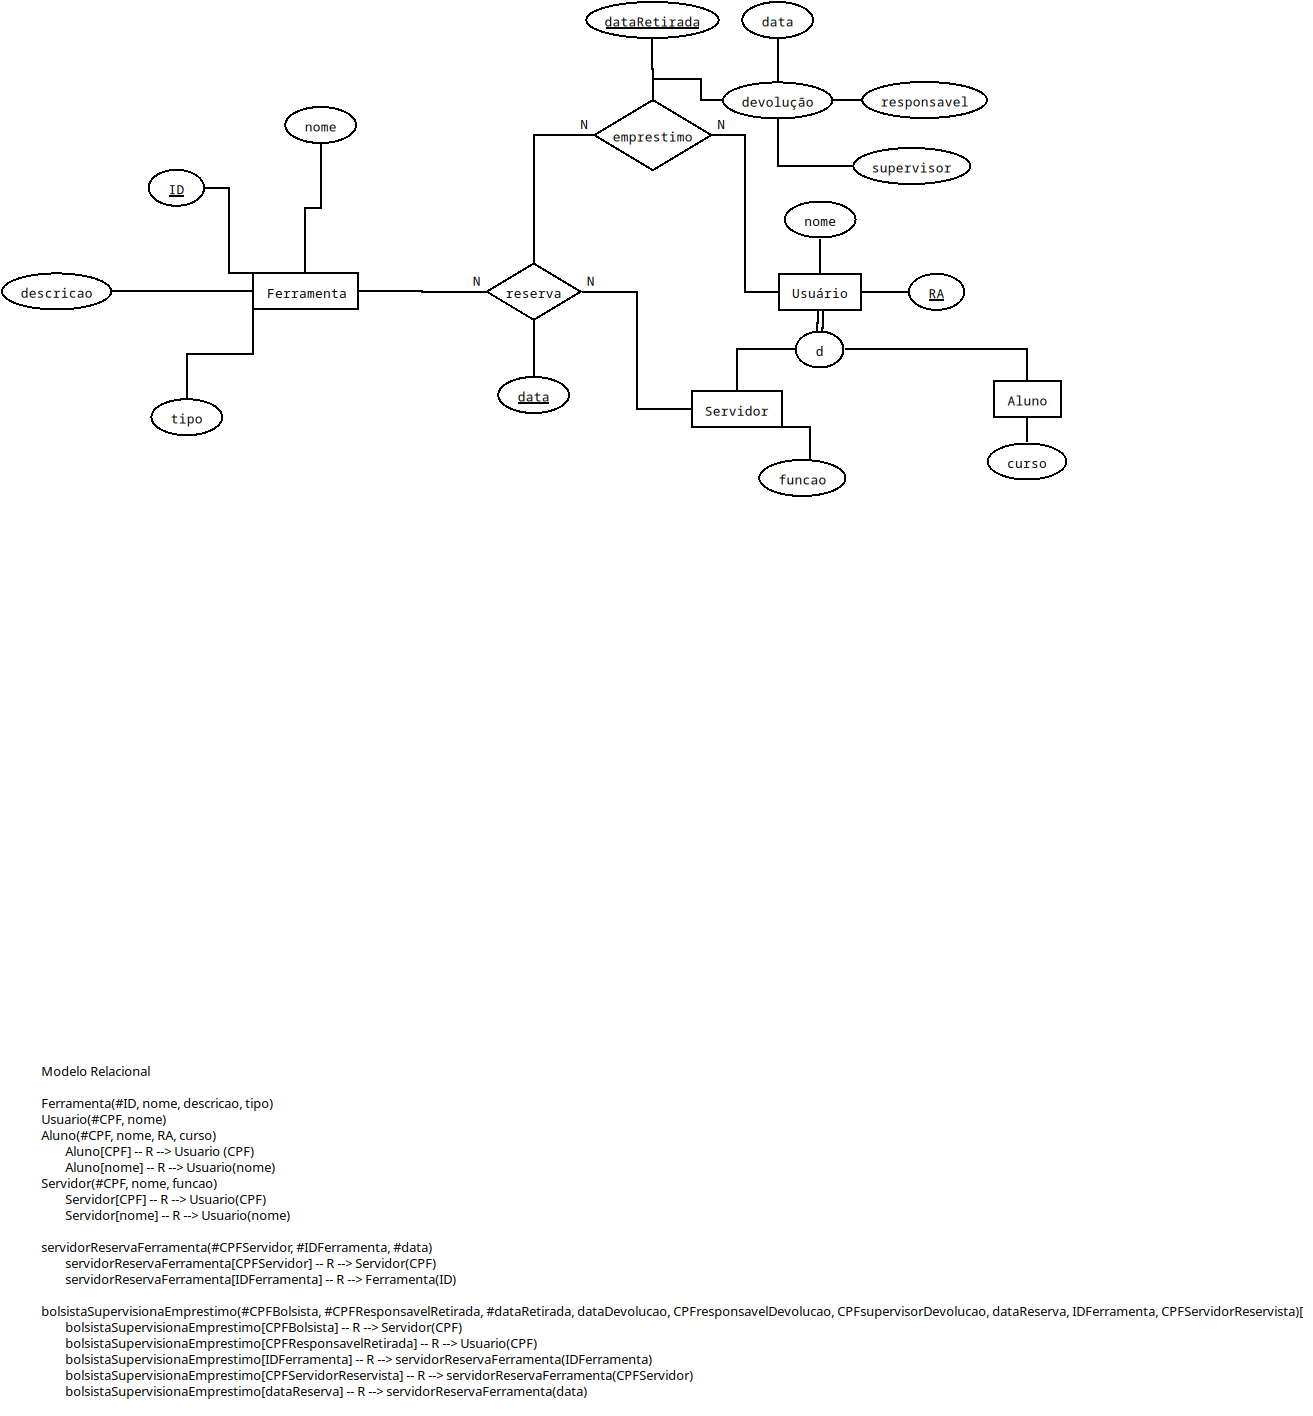 dataRetirada
data
devolução
responsavel
N
emprestimo
N
supervisor
nome
ID
nome
descricao
Ferramenta
N
reserva
N
Usuário
RA
d
data
Servidor
Aluno
tipo
funcao
curso
Modelo Relacional
Ferramenta(#ID, nome, descricao, tipo)
Usuario(#CPF, nome)
Aluno(#CPF, nome, RA, curso)
Aluno[CPF] -- R --> Usuario (CPF)
Aluno[nome] -- R --> Usuario(nome)
Servidor(#CPF, nome, funcao)
Servidor[CPF] -- R --> Usuario(CPF)
Servidor[nome] -- R --> Usuario(nome)
servidorReservaFerramenta(#CPFServidor, #IDFerramenta, #data)
servidorReservaFerramenta[CPFServidor] -- R --> Servidor(CPF)
servidorReservaFerramenta[IDFerramenta] -- R --> Ferramenta(ID)
bolsistaSupervisionaEmprestimo(#CPFBolsista, #CPFResponsavelRetirada, #dataRetirada, dataDevolucao, CPFresponsavelDevolucao, CPFsupervisorDevolucao, dataReserva, IDFerramenta, CPFServidorReservista)[
bolsistaSupervisionaEmprestimo[CPFBolsista] -- R --> Servidor(CPF)
bolsistaSupervisionaEmprestimo[CPFResponsavelRetirada] -- R --> Usuario(CPF)
bolsistaSupervisionaEmprestimo[IDFerramenta] -- R --> servidorReservaFerramenta(IDFerramenta)
bolsistaSupervisionaEmprestimo[CPFServidorReservista] -- R --> servidorReservaFerramenta(CPFServidor)
bolsistaSupervisionaEmprestimo[dataReserva] -- R --> servidorReservaFerramenta(data)